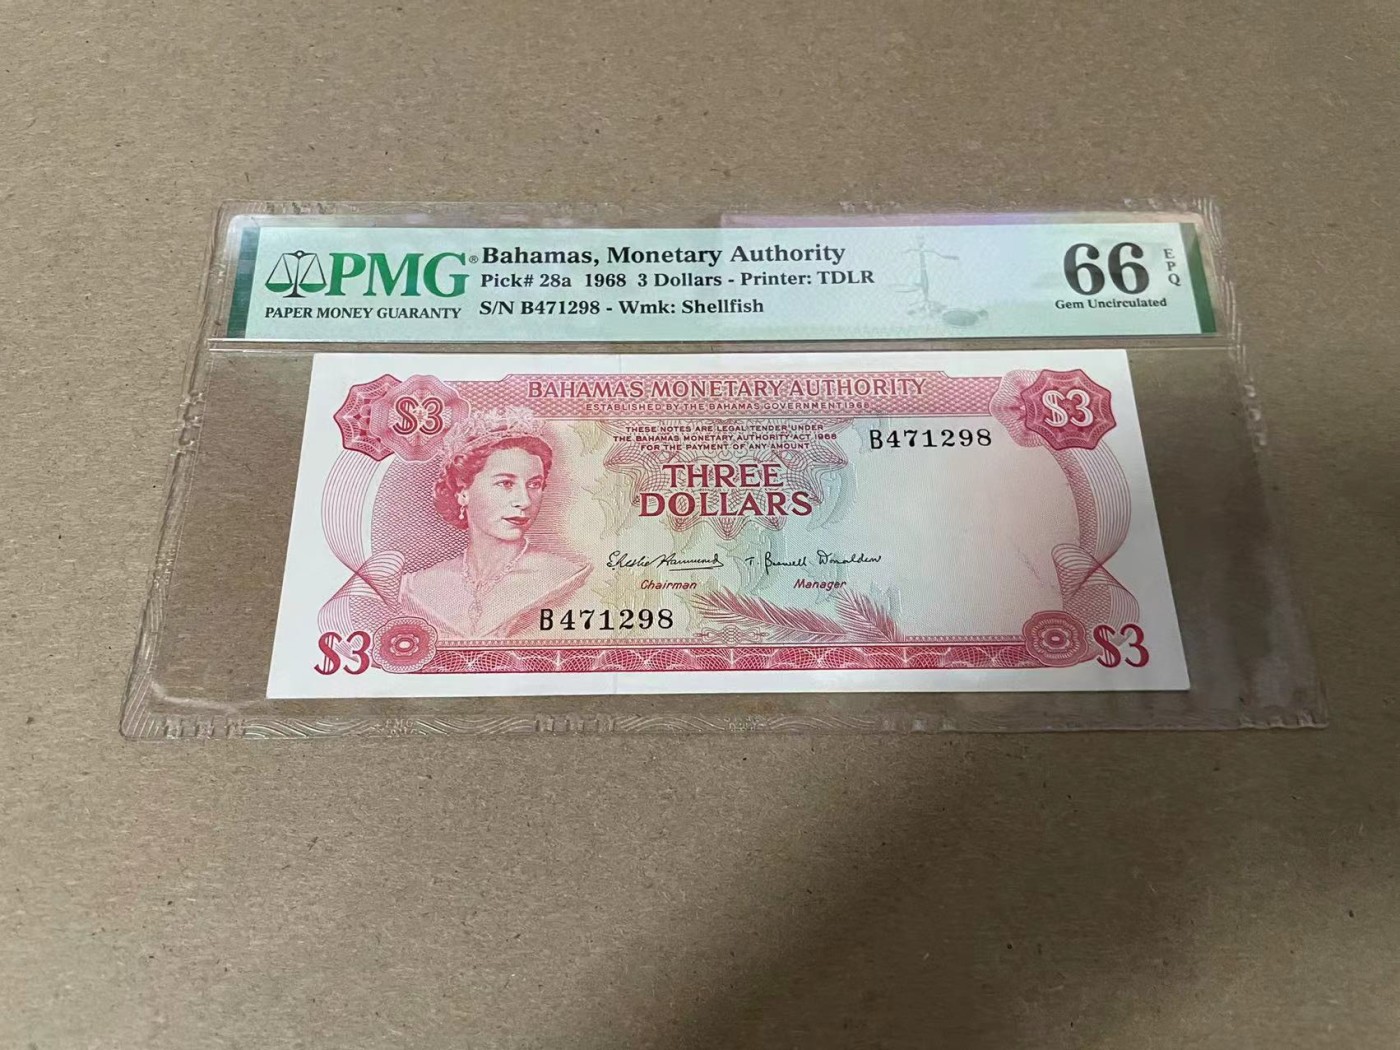 PMG®
PAPER MONEY GUARANTY
Bahamas, Monetary Authority
Pick# 28a 1968 3 Dollars - Printer: TDLR
S/N B471298 - Wmk: Shellfish
66
EPQ
Gem Uncirculated
$3
BAHAMAS MONETARY AUTHORITY
ESTABLISHED BY THE BAHAMAS GOVERNMENT 1968
$3
THESE NOTES ARE LEGAL TENDER UNDER
THE BAHAMAS MONETARY AUTHORITY ACT 1968
FOR THE PAYMENT OF ANY AMOUNT
B471298
THREE
DOLLARS
Chairman
Manager
B471298
$3
$3